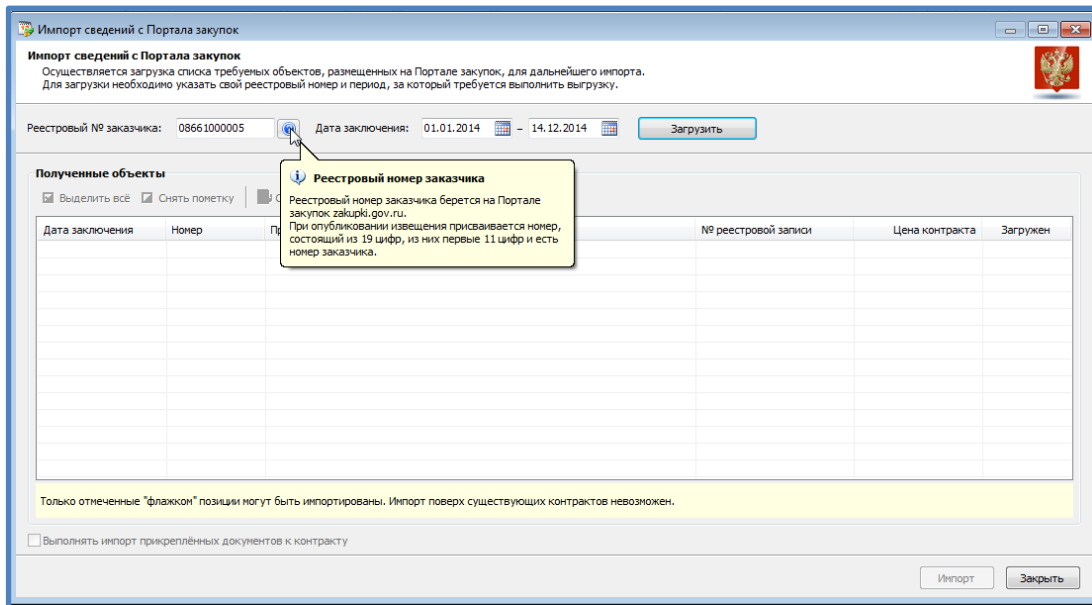 Импорт сведений с Портала закупок
Импорт сведений с Портала закупок
Осуществляется загрузка списка требуемых объектов, размещенных на Портале закупок, для дальнейшего импорта.
Для загрузки необходимо указать свой реестровый номер и период, за который требуется выполнить выгрузку.
Реестровый № заказчика: 08661000005 Дата заключения: 01.01.2014 – 14.12.2014 Загрузить
Полученные объекты
Выделить всё Снять пометку
Реестровый номер заказчика
Реестровый номер заказчика берется на Портале
закупок zakupki.gov.ru.
При опубликовании извещения присваивается номер,
состоящий из 19 цифр, из них первые 11 цифр и есть
номер заказчика.
Дата заключения Номер № реестровой записи Цена контракта Загружен
Только отмеченные "флажком" позиции могут быть импортированы. Импорт поверх существующих контрактов невозможен.
Выполнять импорт прикреплённых документов к контракту
Импорт Закрыть